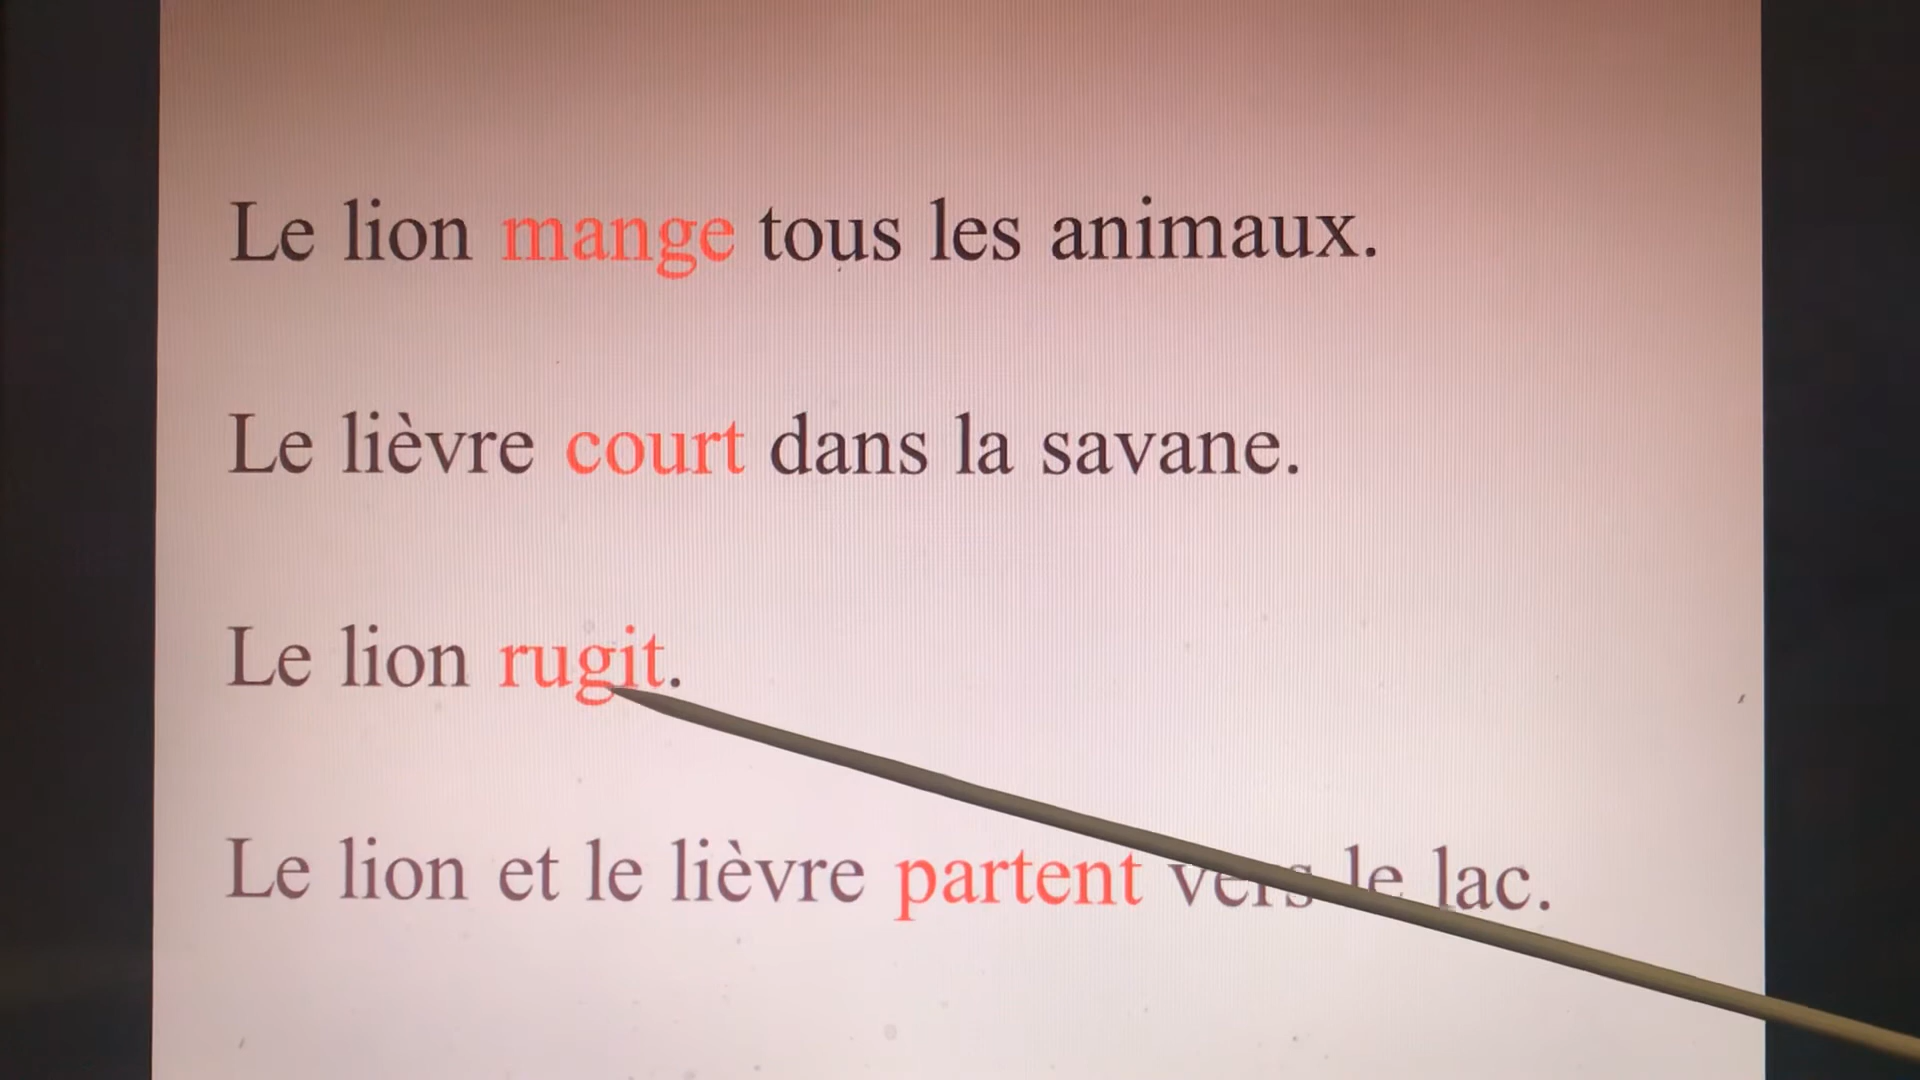 Le lion mange tous les animaux.
Le lièvre court dans la savane.
Le lion rugit.
Le lion et le lièvre partent vers le lac.